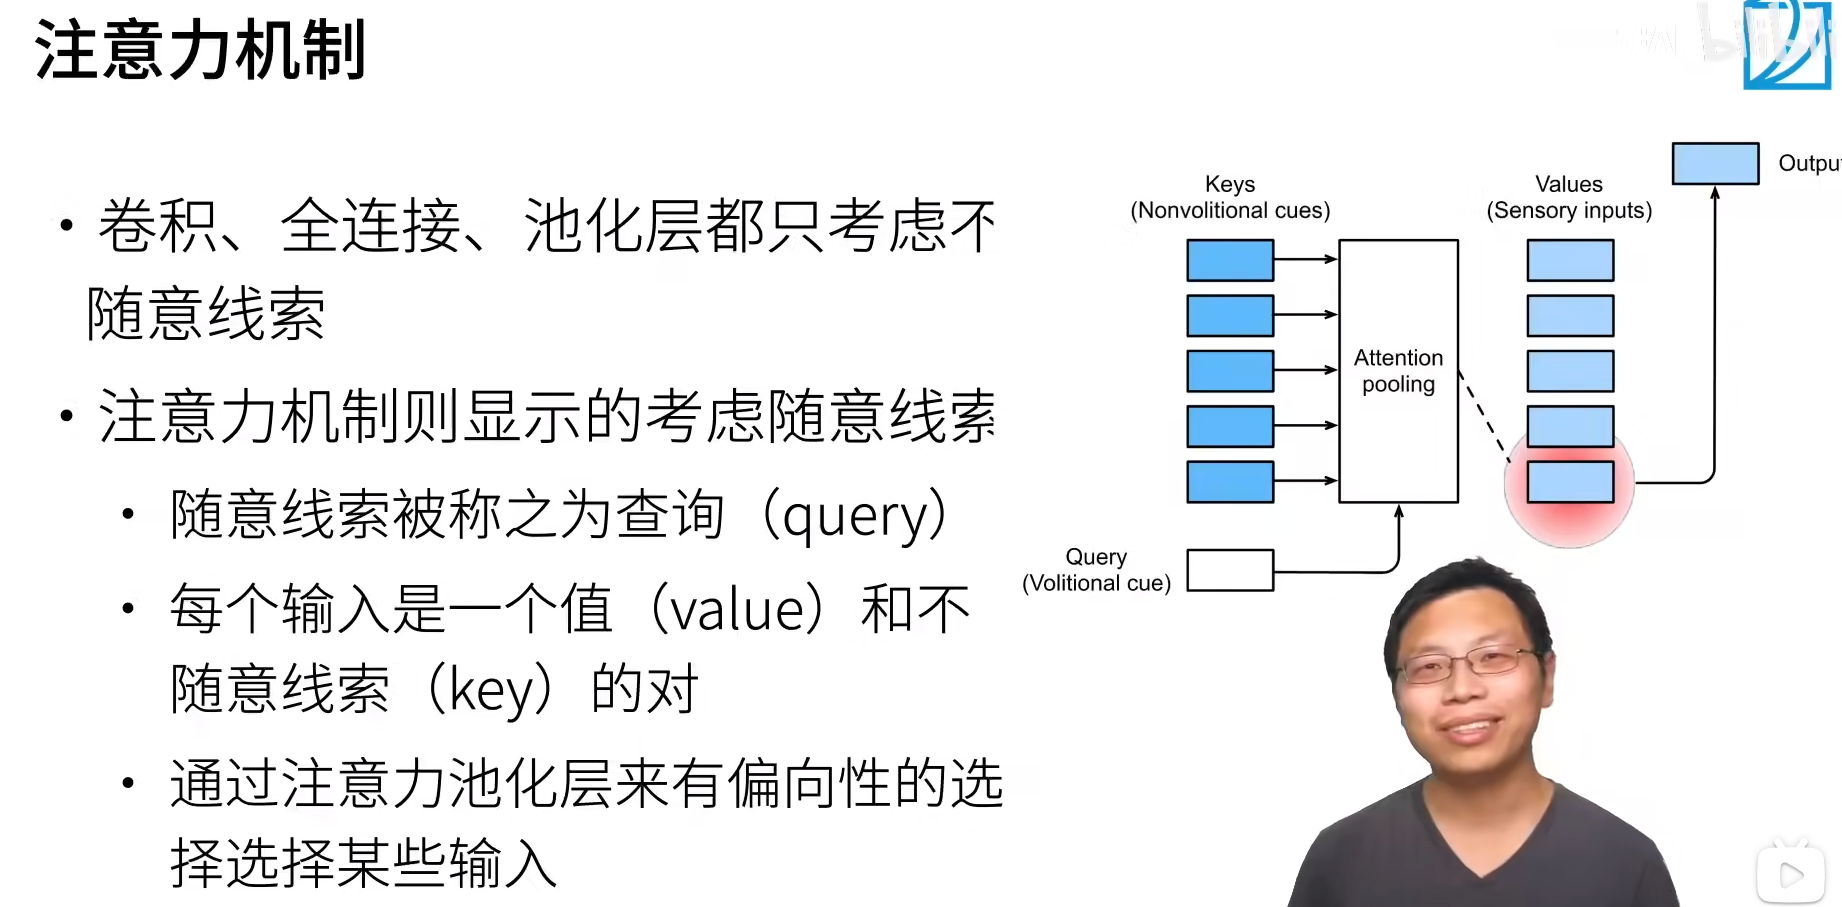 注意力机制
bilibili
• 卷积、全连接、池化层都只考虑不
随意线索
• 注意力机制则显示的考虑随意线索
• 随意线索被称之为查询（query）
• 每个输入是一个值（value）和不
随意线索（key）的对
• 通过注意力池化层来有偏向性的选
择选择某些输入
Keys
(Nonvolitional cues)
Values
(Sensory inputs)
Output
Attention
pooling
Query
(Volitional cue)